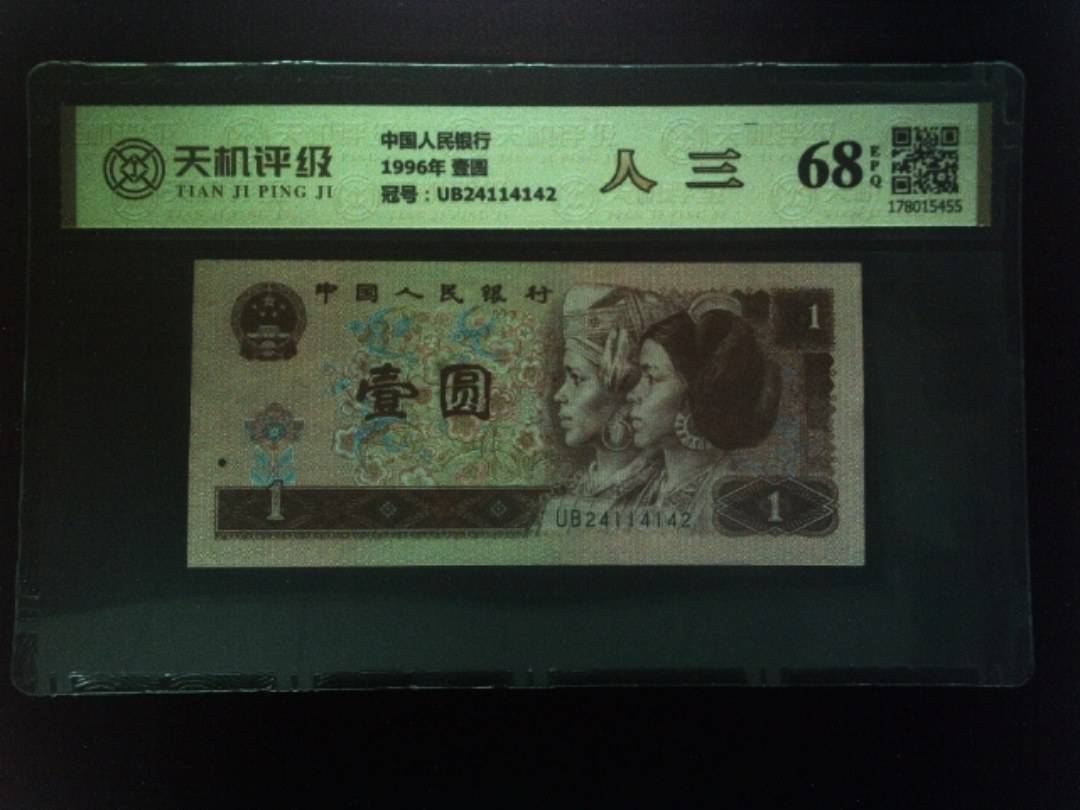 天机评级
TIAN JI PING JI
中国人民银行
1996年 壹圆
冠号：UB24114142
人三
68
EPQ
178015455
中国人民银行
1
壹圆
1
UB24114142
1